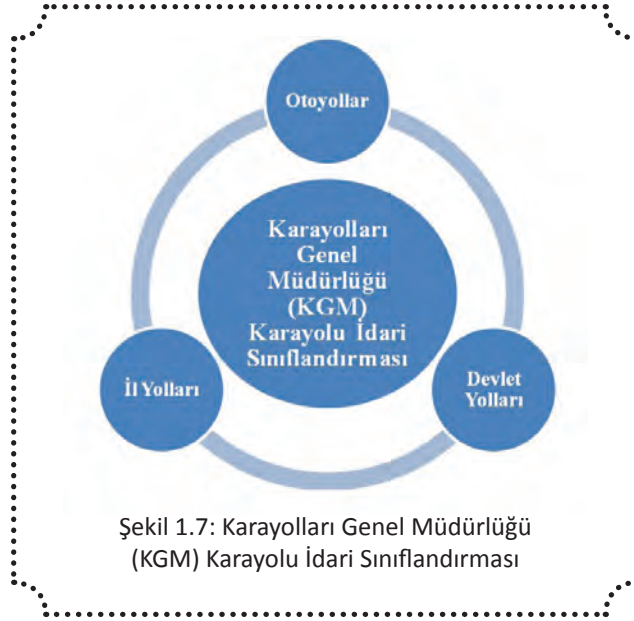 Otoyollar
Karayolları
Genel
Müdürlüğü
(KGM)
Karayolu İdari
Sınıflandırması
İl Yolları
Devlet
Yolları
Şekil 1.7: Karayolları Genel Müdürlüğü
(KGM) Karayolu İdari Sınıflandırması